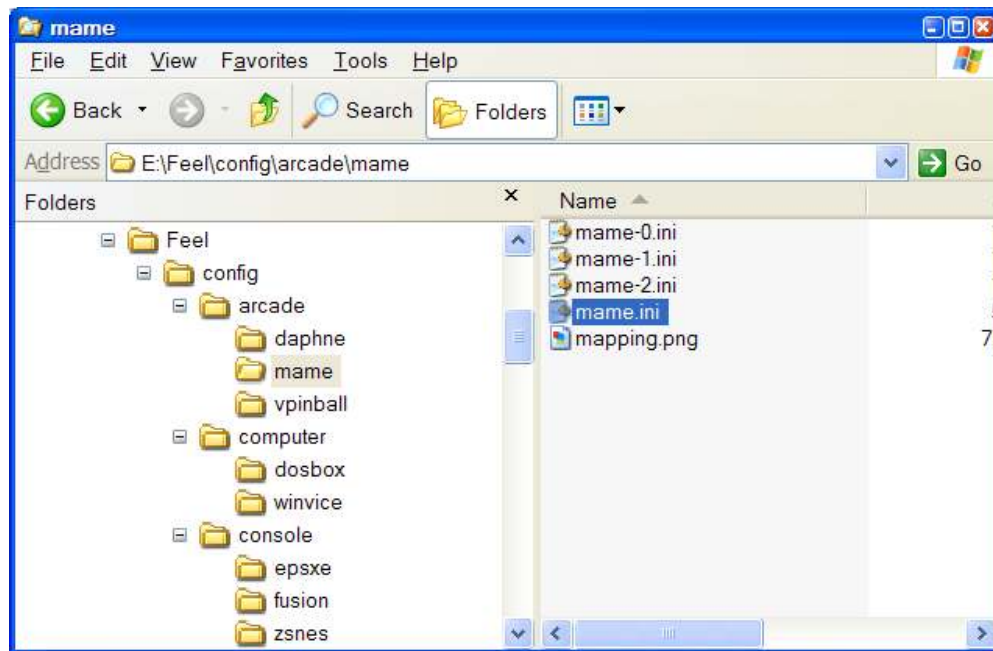 mame
File Edit View Favorites Tools Help
Back Search Folders
Address E:\Feel\config\arcade\mame Go
Folders
Feel
config
arcade
daphne
mame
vpinball
computer
dosbox
winvice
console
epsxe
fusion
zsnes
Name
mame-0.ini
mame-1.ini
mame-2.ini
mame.ini
mapping.png 7